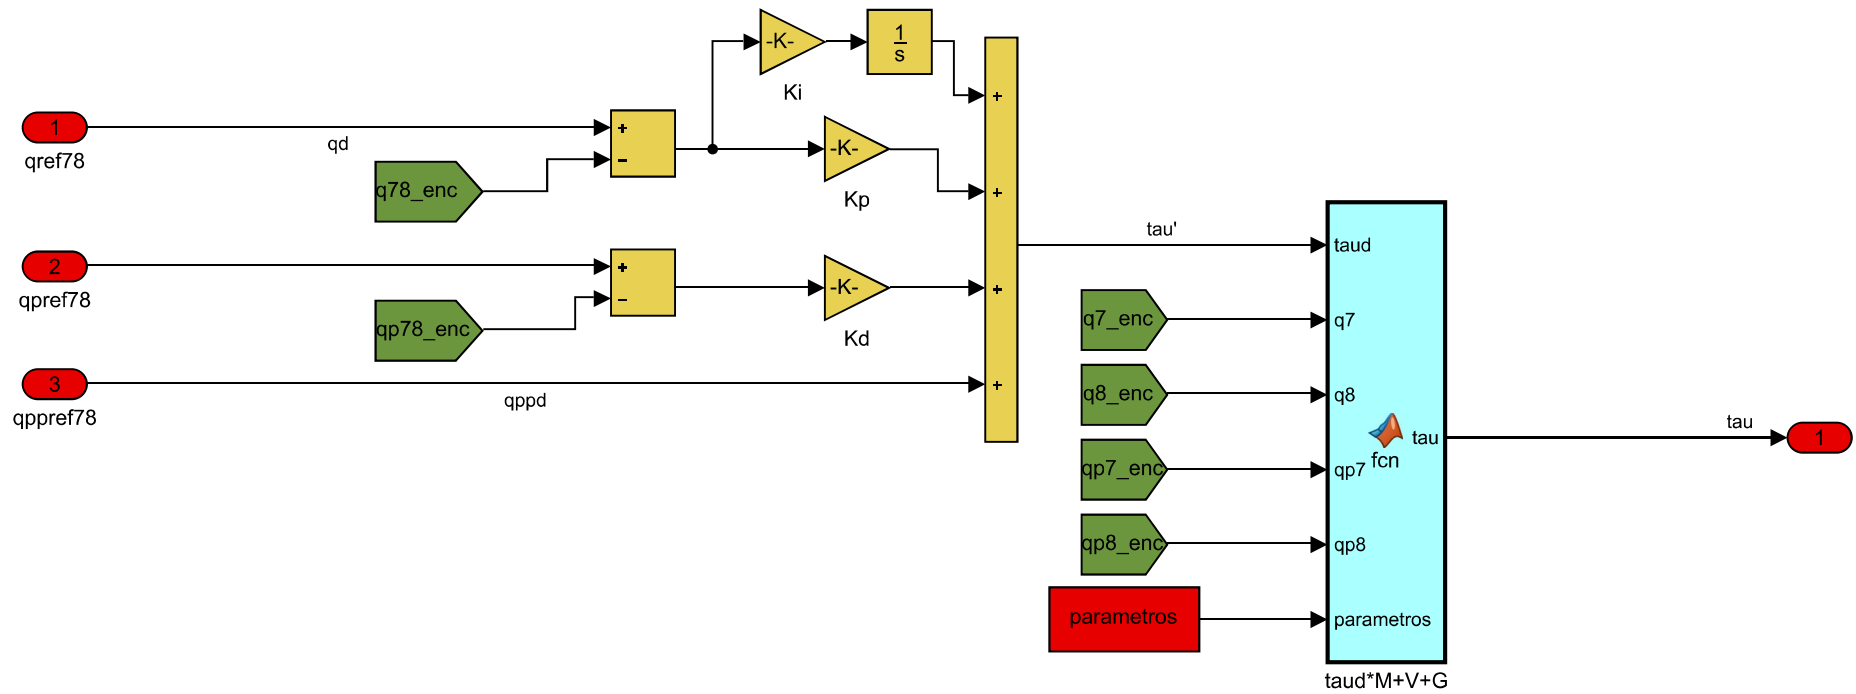 -K-
1
s
Ki
+
1
qref78
qd
+
−
q78_enc
-K-
Kp
+
2
qpref78
+
−
qp78_enc
-K-
Kd
+
3
qppref78
qppd
+
tau'
taud
q7_enc
q7
q8_enc
q8
qp7_enc
qp7
qp8_enc
qp8
parametros
parametros
fcn
tau
taud*M+V+G
tau
1